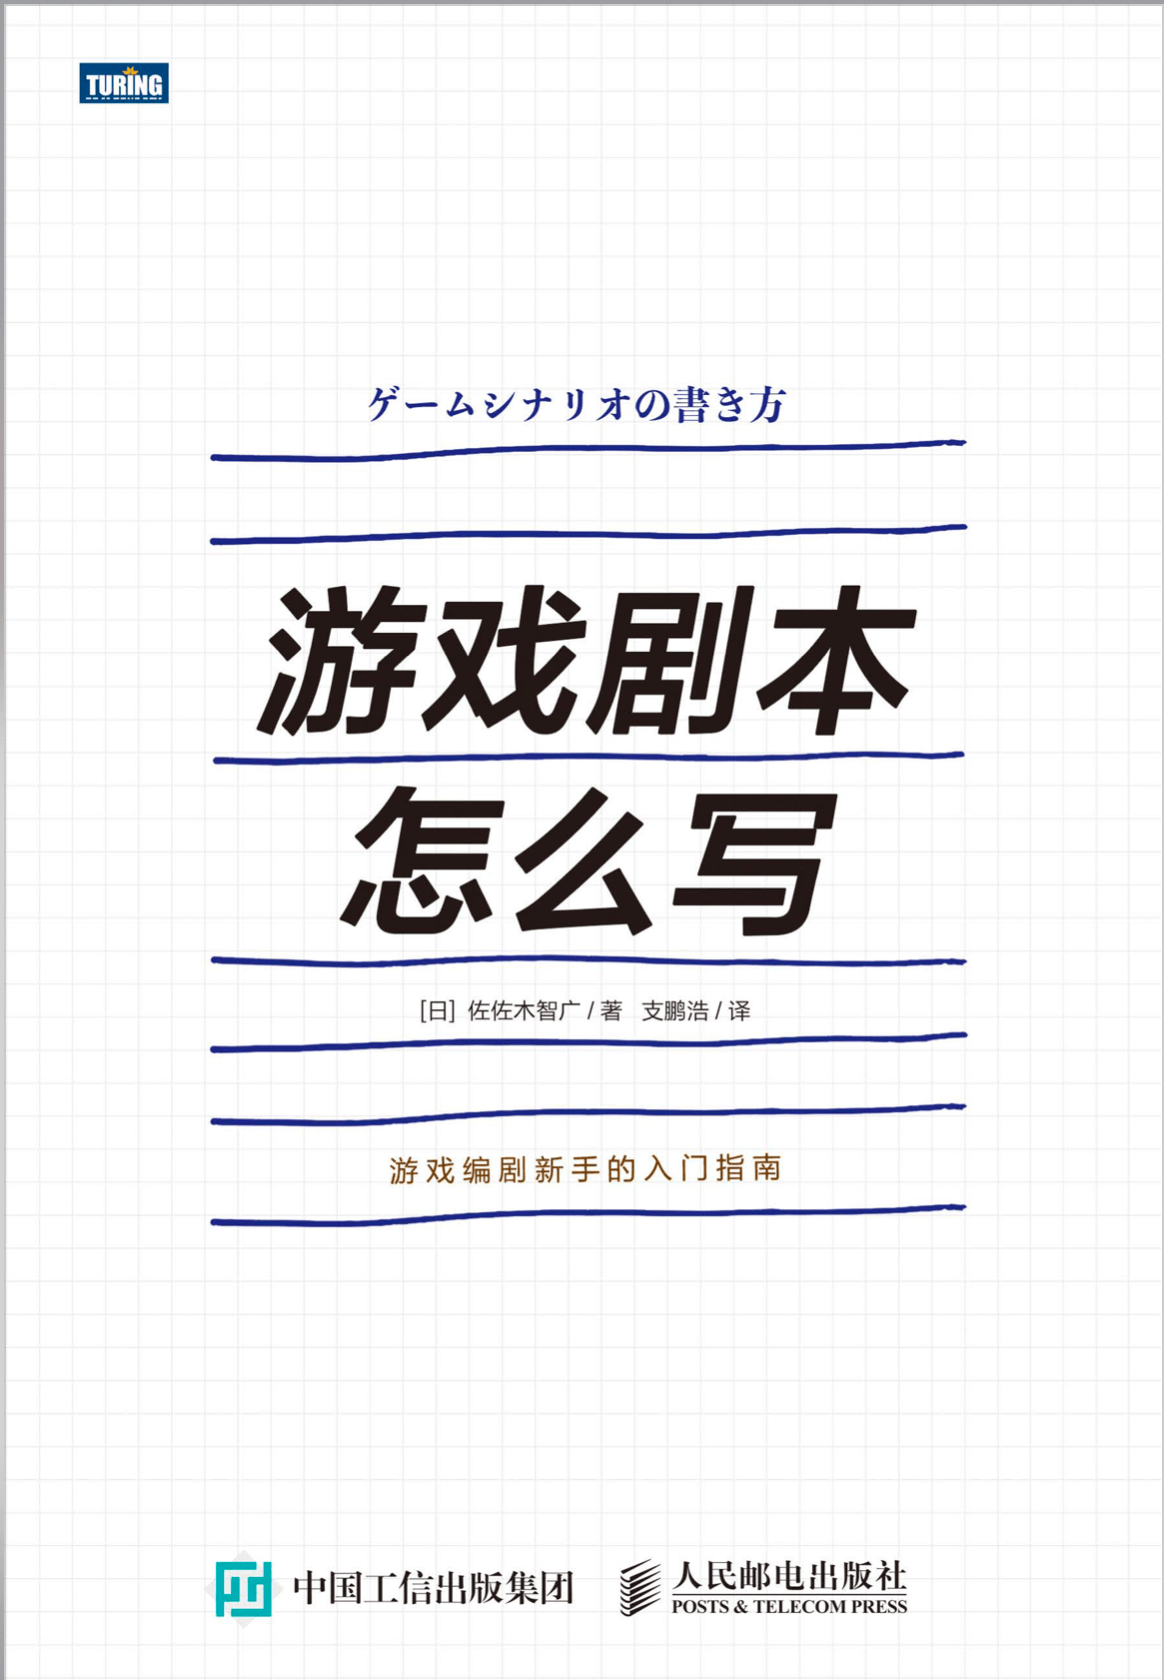 TURING
ゲームシナリオの書き方
游戏剧本
怎么写
[日] 佐佐木智广 / 著 支鹏浩 / 译
游戏编剧新手的入门指南
中国工信出版集团
人民邮电出版社
POSTS & TELECOM PRESS